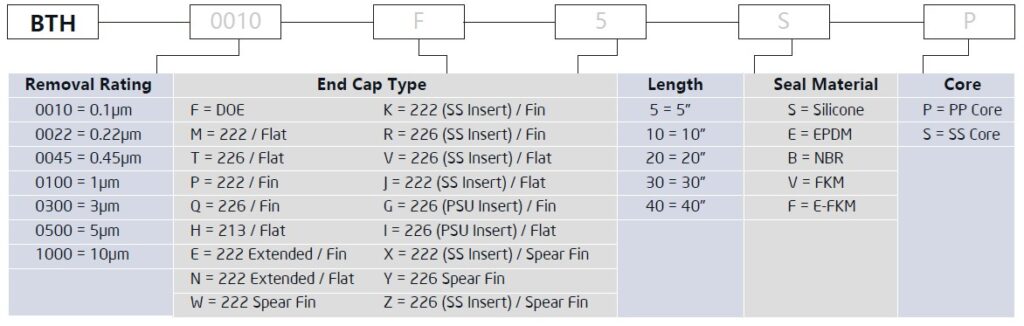 BTH 0010 F 5 S P
Removal Rating End Cap Type Length Seal Material Core
0010 = 0.1µm F = DOE K = 222 (SS Insert) / Fin 5 = 5” S = Silicone P = PP Core
0022 = 0.22µm M = 222 / Flat R = 226 (SS Insert) / Fin 10 = 10” E = EPDM S = SS Core
0045 = 0.45µm T = 226 / Flat V = 226 (SS Insert) / Flat 20 = 20” B = NBR
0100 = 1µm P = 222 / Fin J = 222 (SS Insert) / Flat 30 = 30” V = FKM
0300 = 3µm Q = 226 / Fin G = 226 (PSU Insert) / Fin 40 = 40” F = E-FKM
0500 = 5µm H = 213 / Flat I = 226 (PSU Insert) / Flat
1000 = 10µm E = 222 Extended / Fin X = 222 (SS Insert) / Spear Fin
N = 222 Extended / Flat Y = 226 Spear Fin
W = 222 Spear Fin Z = 226 (SS Insert) / Spear Fin